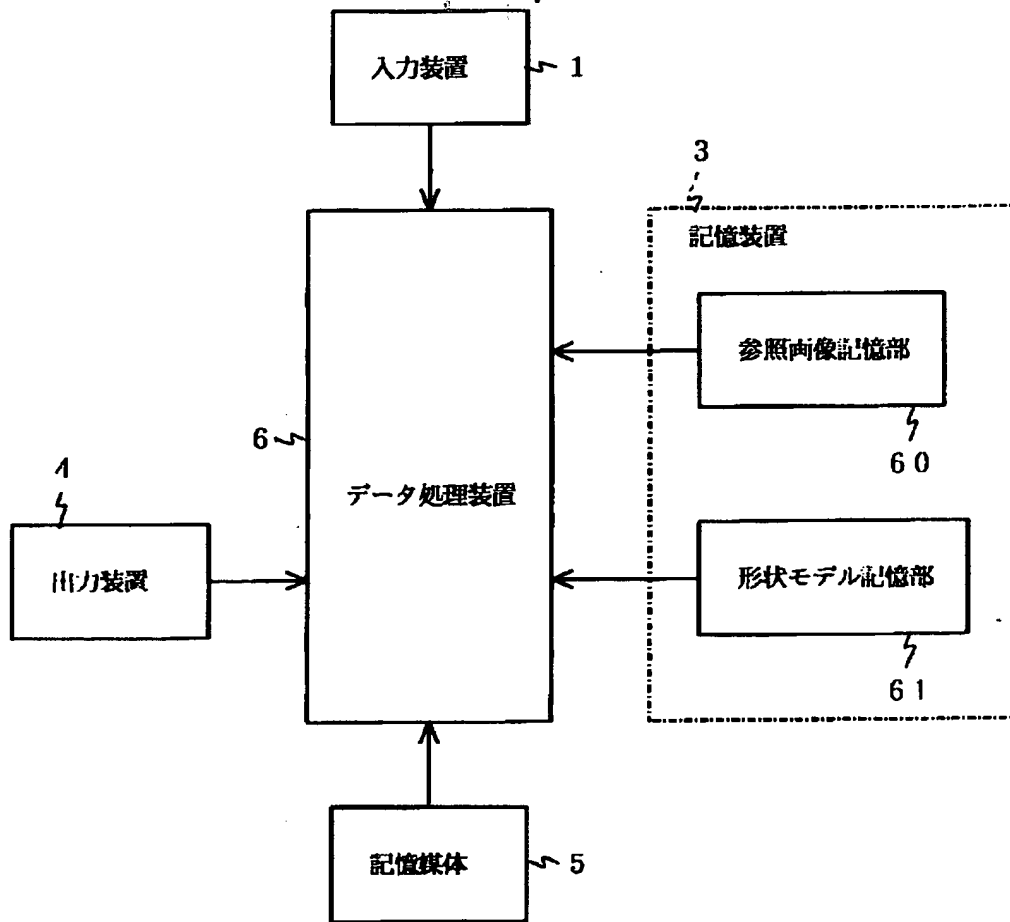 入力装置
1
3
記憶装置
参照画像記憶部
60
6
データ処理装置
4
出力装置
形状モデル記憶部
61
記憶媒体
5